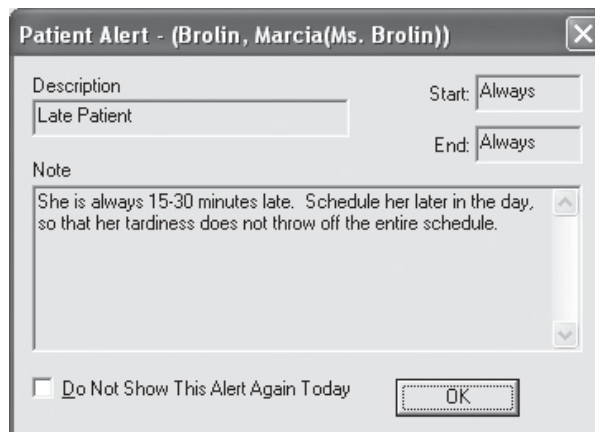 Patient Alert - (Brolin, Marcia(Ms. Brolin))
Description
Late Patient
Start: Always
End: Always
Note
She is always 15-30 minutes late.  Schedule her later in the day,
so that her tardiness does not throw off the entire schedule.
Do Not Show This Alert Again Today
OK